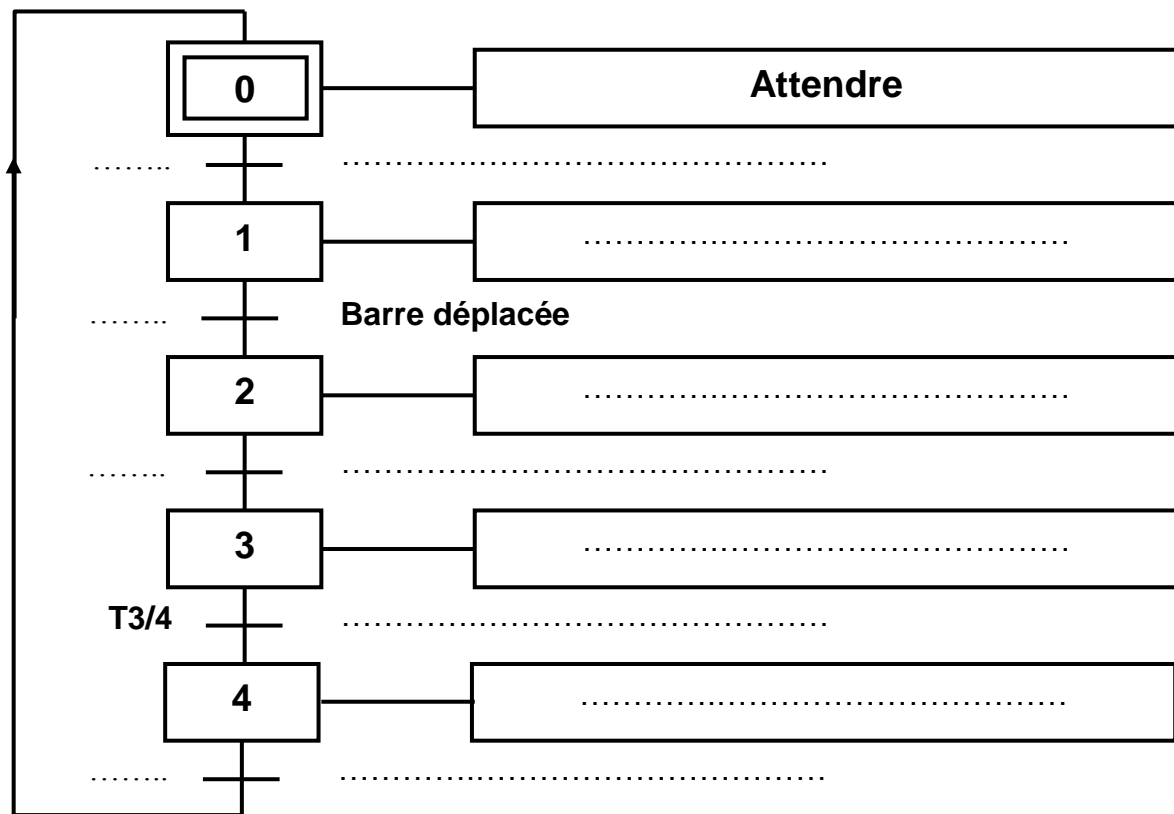 0 Attendre
........ ................................................
1 ................................................
........ Barre déplacée
2 ................................................
........ ................................................
3 ................................................
T3/4 ................................................
4 ................................................
........ ................................................